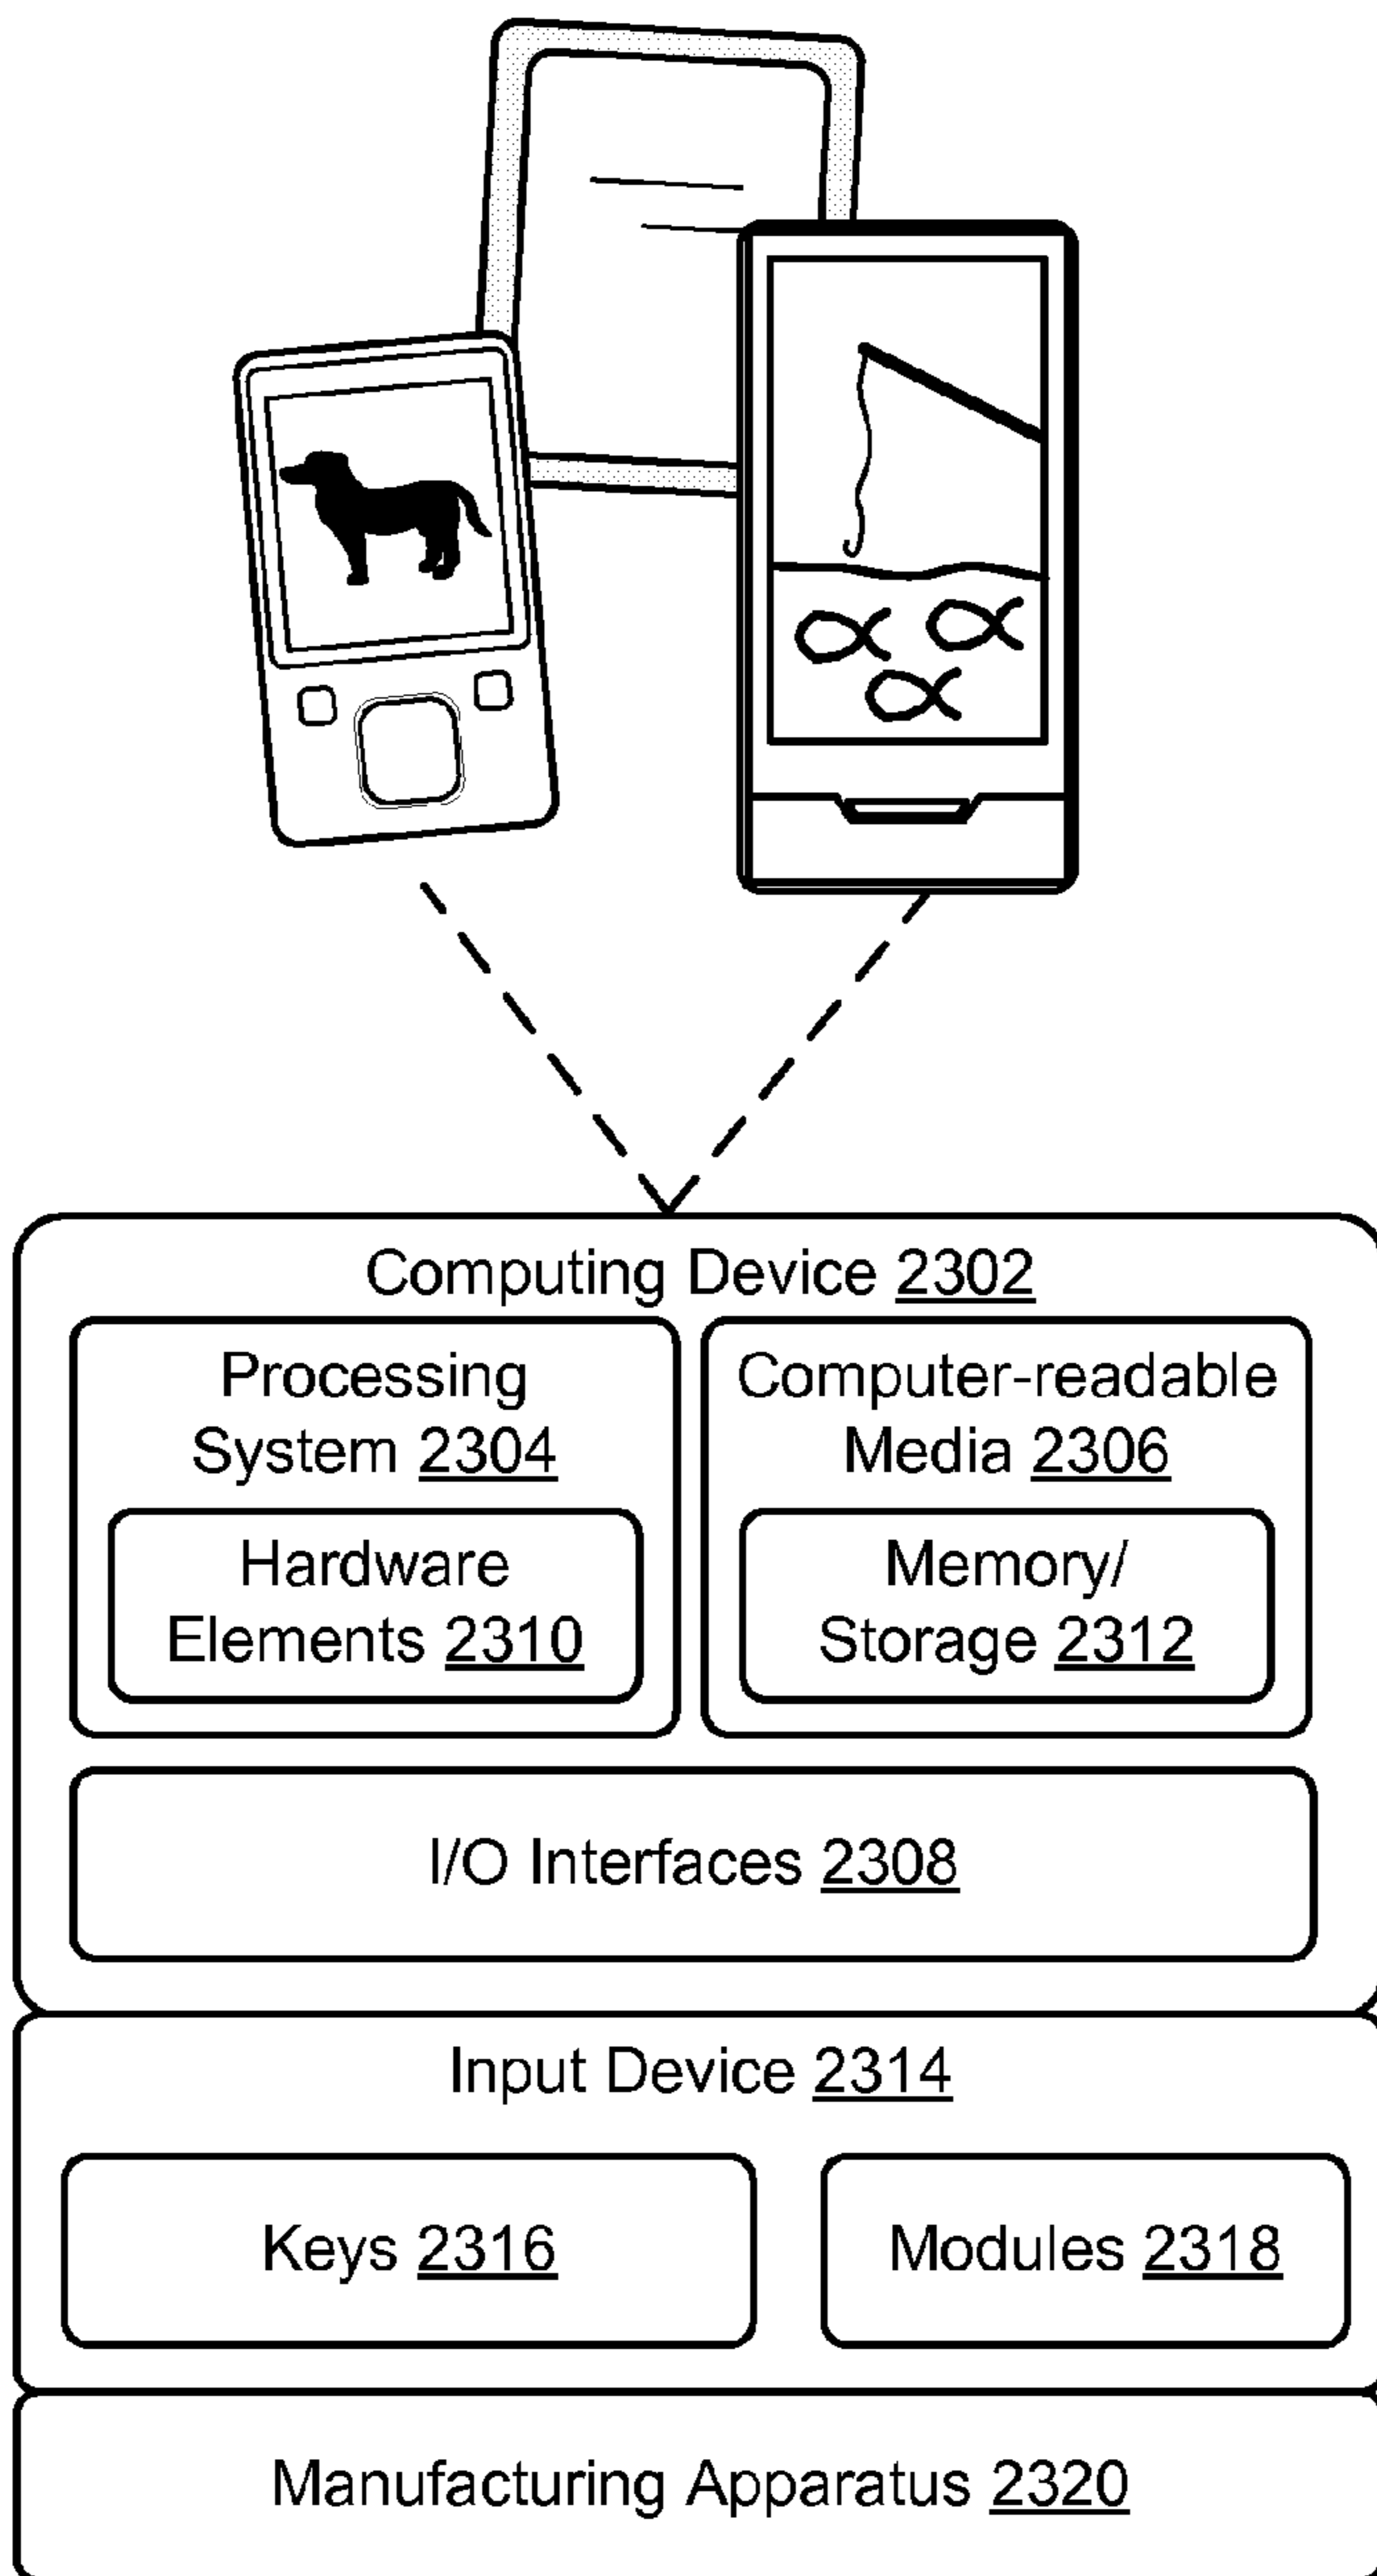 Computing Device 2302
Processing
System 2304
Hardware
Elements 2310
Computer-readable
Media 2306
Memory/
Storage 2312
I/O Interfaces 2308
Input Device 2314
Keys 2316
Modules 2318
Manufacturing Apparatus 2320